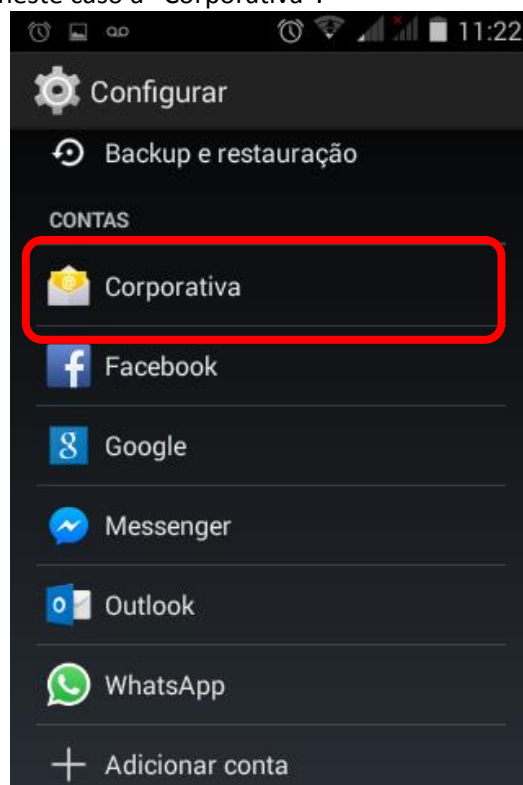 neste caso a "Corporativa".
11:22
Configurar
Backup e restauração
CONTAS
Corporativa
Facebook
Google
Messenger
Outlook
WhatsApp
Adicionar conta